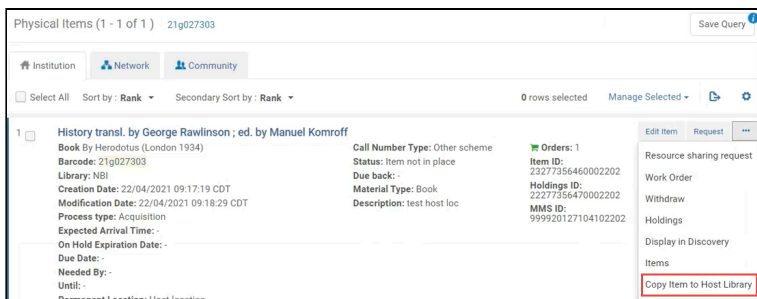 Physical Items (1 - 1 of 1) 21g027303 Save Query
Institution Network Community
Select All Sort by : Rank Secondary Sort by : Rank 0 rows selected Manage Selected
1 History transl. by George Rawlinson ; ed. by Manuel Komroff Edit Item Request ...
Book By Herodotus (London 1934) Call Number Type: Other scheme Orders: 1
Barcode: 21g027303 Status: Item not in place Item ID:
Library: NBI Due back: - 23277356460002202
Creation Date: 22/04/2021 09:17:19 CDT Material Type: Book Holdings ID:
Modification Date: 22/04/2021 09:18:29 CDT Description: test host loc 22277356470002202
Process type: Acquisition MMS ID:
Expected Arrival Time: - 999920127104102202
On Hold Expiration Date: -
Due Date: -
Needed By: -
Until: -
Permanent Location: Host location
Resource sharing request
Work Order
Withdraw
Holdings
Display in Discovery
Items
Copy Item to Host Library